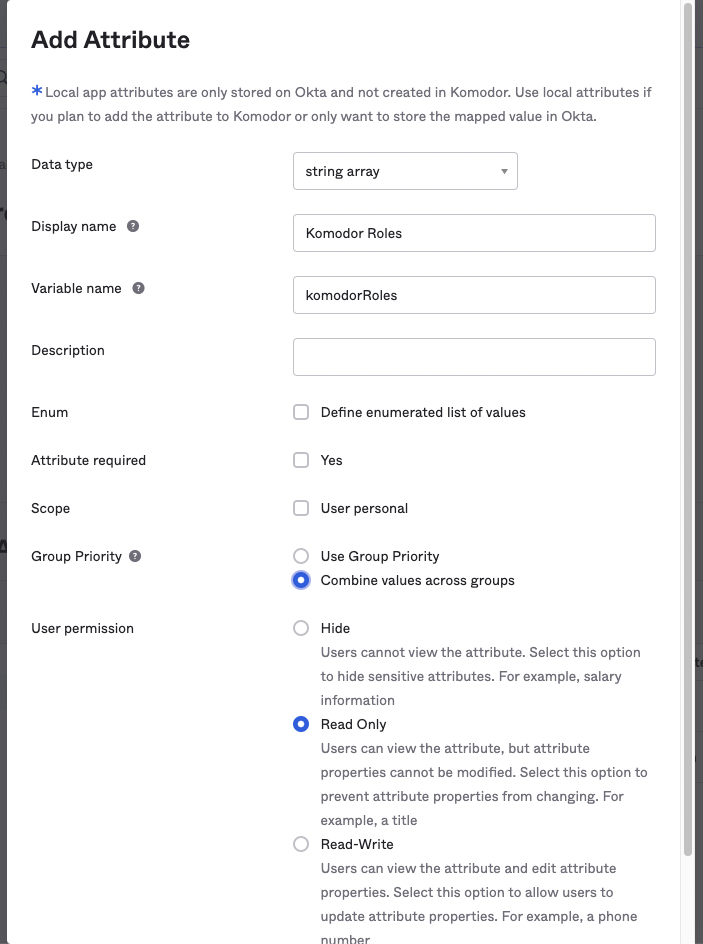 Add Attribute
* Local app attributes are only stored on Okta and not created in Komodor. Use local attributes if
you plan to add the attribute to Komodor or only want to store the mapped value in Okta.
Data type
string array
Display name ?
Komodor Roles
Variable name ?
komodorRoles
Description
Enum
Define enumerated list of values
Attribute required
Yes
Scope
User personal
Group Priority ?
Use Group Priority
Combine values across groups
User permission
Hide
Users cannot view the attribute. Select this option
to hide sensitive attributes. For example, salary
information
Read Only
Users can view the attribute, but attribute
properties cannot be modified. Select this option to
prevent attribute properties from changing. For
example, a title
Read-Write
Users can view the attribute and edit attribute
properties. Select this option to allow users to
update attribute properties. For example, a phone
number